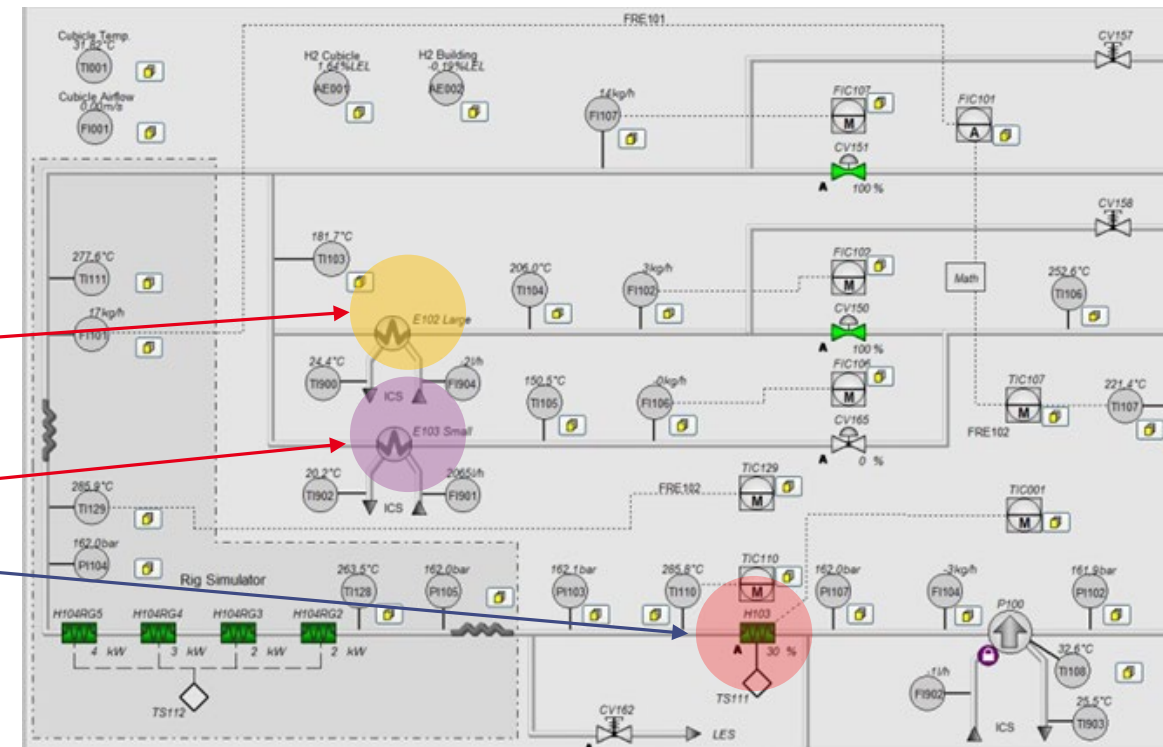 FRE101
Cubicle Temp.
31.82°C
TI001
H2 Cubicle
1.64%LEL
AE001
H2 Building
-0.19%LEL
AE002
CV157
Cubicle Airflow
0.00m/s
FI001
14kg/h
FI107
FIC107
M
FIC101
A
CV151
A 100 %
CV158
181.7°C
TI103
277.6°C
TI111
206.0°C
TI104
3kg/h
FI102
FIC102
M
Math
252.6°C
TI106
17kg/h
FI101
E102 Large
CV150
A 100 %
24.4°C
TI900
ICS
-2l/h
FI904
150.5°C
TI105
-0kg/h
FI106
FIC106
M
TIC107
M
221.4°C
TI107
FRE102
E103 Small
CV165
A 0 %
20.2°C
TI902
ICS
2065l/h
FI901
285.9°C
TI129
FRE102
TIC129
M
TIC001
M
162.0bar
PI104
Rig Simulator
263.5°C
TI128
162.0bar
PI105
162.1bar
PI103
285.8°C
TI110
TIC110
M
162.0bar
PI107
-3kg/h
FI104
161.9bar
PI102
H104RG5
H104RG4
H104RG3
H104RG2
H103
P100
4 kW
3 kW
2 kW
2 kW
A 30 %
32.6°C
TI108
TS112
TS111
-1l/h
FI902
25.5°C
TI903
ICS
CV162
LES